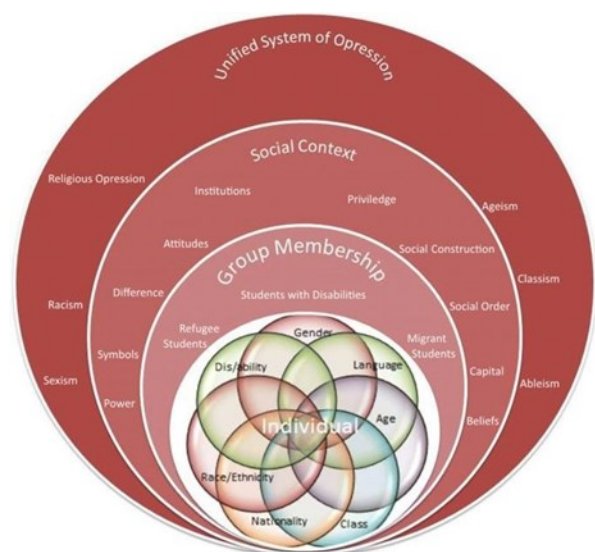 Unified System of Opression
Social Context
Religious Opression
Institutions
Priviledge
Ageism
Attitudes
Group Membership
Social Construction
Classism
Difference
Students with Disabilities
Racism
Social Order
Refugee
Students
Gender
Migrant
Students
Symbols
Dis/ability
Language
Capital
Sexism
Ableism
Power
Age
Individual
Beliefs
Race/Ethnicity
Nationality
Class